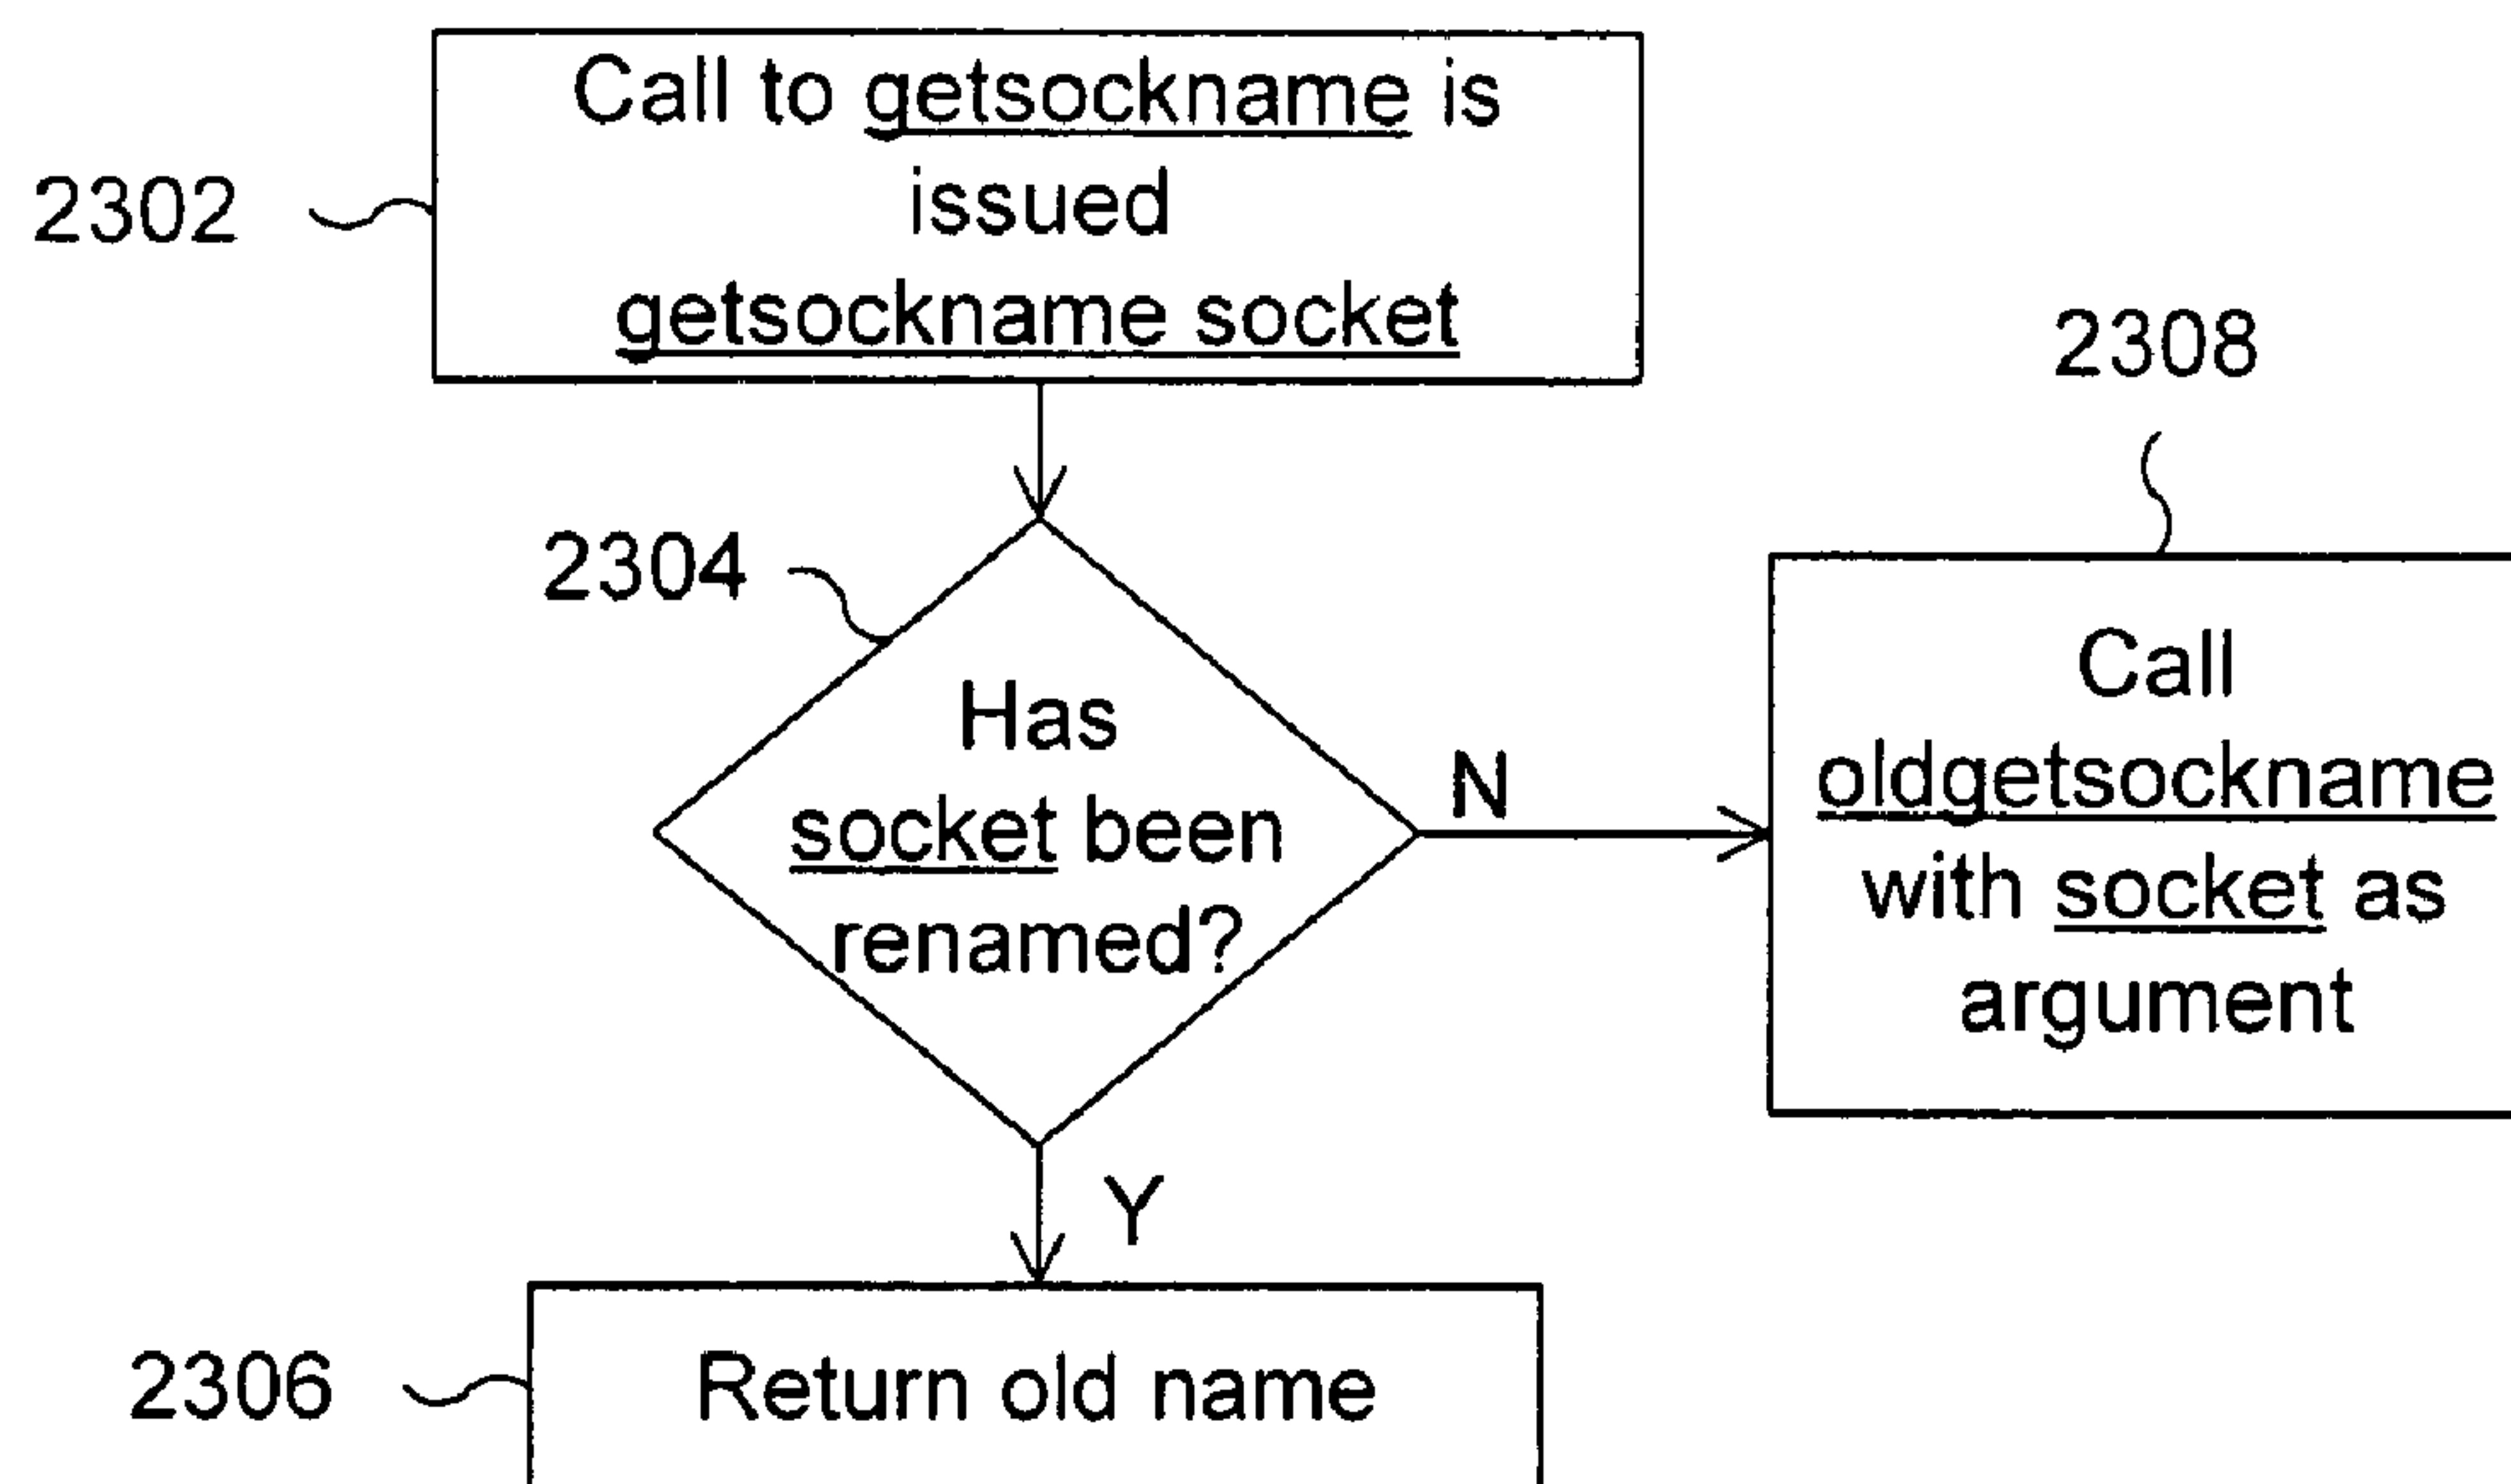 Call to getsockname is
issued
getsockname socket
2302
2304
Has
socket been
renamed?
N
2308
Call
oldgetsockname
with socket as
argument
Y
2306
Return old name